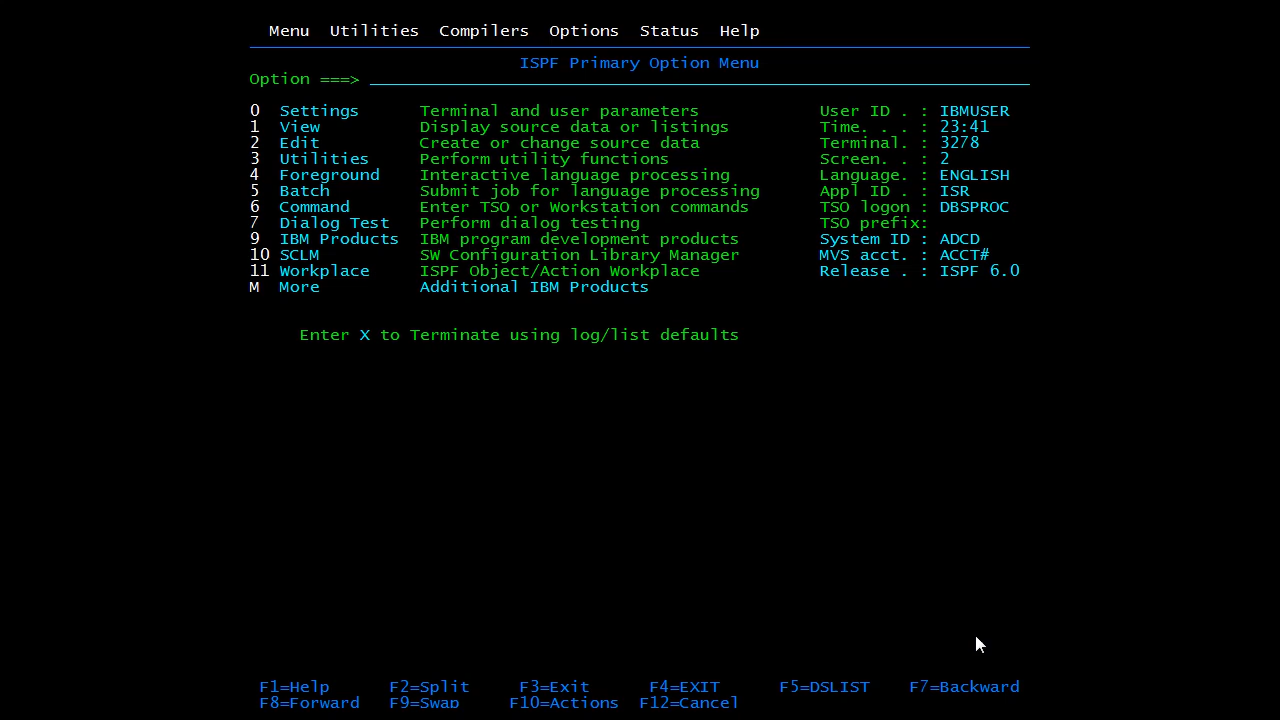 Menu  Utilities  Compilers  Options  Status  Help
ISPF Primary Option Menu
Option ===>
0  Settings      Terminal and user parameters            User ID . : IBMUSER
1  View          Display source data or listings         Time. . . : 23:41
2  Edit          Create or change source data            Terminal. : 3278
3  Utilities     Perform utility functions               Screen. . : 2
4  Foreground    Interactive language processing         Language. : ENGLISH
5  Batch         Submit job for language processing      Appl ID . : ISR
6  Command       Enter TSO or Workstation commands       TSO logon : DBSPROC
7  Dialog Test   Perform dialog testing                  TSO prefix:
9  IBM Products  IBM program development products        System ID : ADCD
10 SCLM          SW Configuration Library Manager        MVS acct. : ACCT#
11 Workplace     ISPF Object/Action Workplace            Release . : ISPF 6.0
M  More          Additional IBM Products
Enter X to Terminate using log/list defaults
F1=Help      F2=Split     F3=Exit      F4=EXIT      F5=DSLIST    F7=Backward
F8=Forward   F9=Swap     F10=Actions  F12=Cancel